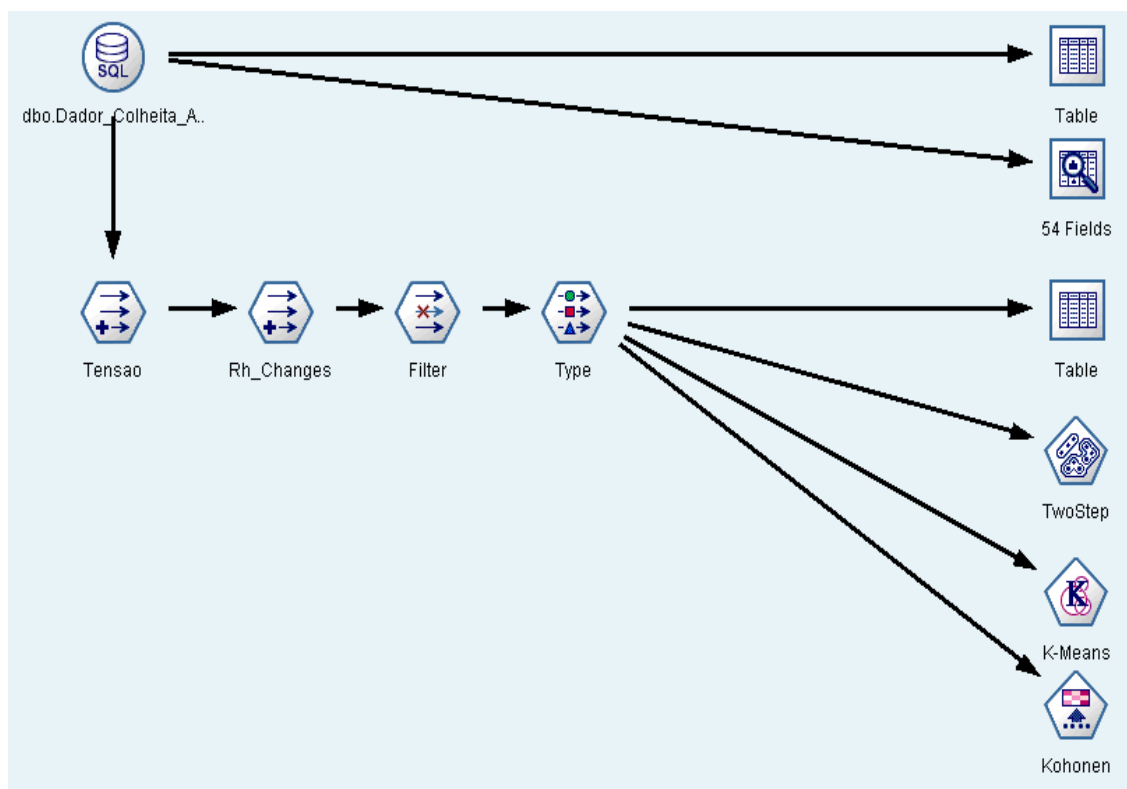 SQL
dbo.Dador_Colheita_A..
Table
54 Fields
Tensao
Rh_Changes
Filter
Type
Table
TwoStep
K
K-Means
Kohonen